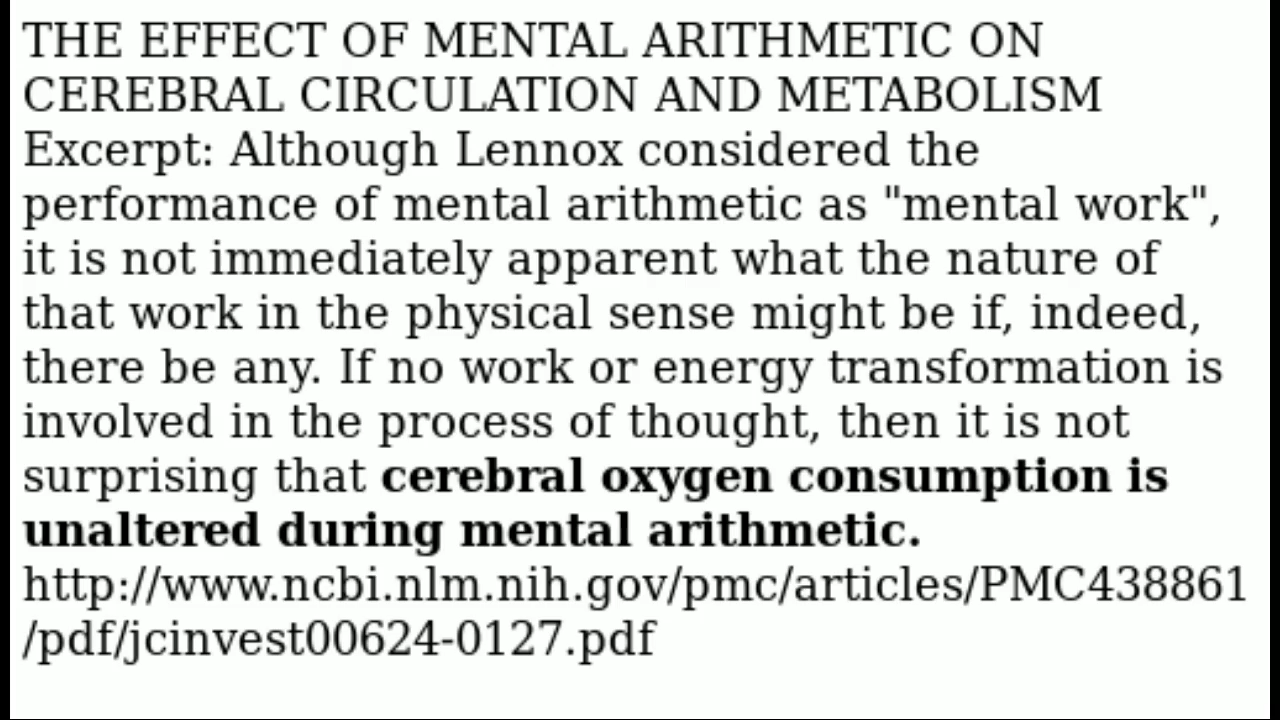 THE EFFECT OF MENTAL ARITHMETIC ON
CEREBRAL CIRCULATION AND METABOLISM
Excerpt: Although Lennox considered the
performance of mental arithmetic as "mental work",
it is not immediately apparent what the nature of
that work in the physical sense might be if, indeed,
there be any. If no work or energy transformation is
involved in the process of thought, then it is not
surprising that cerebral oxygen consumption is
unaltered during mental arithmetic.
http://www.ncbi.nlm.nih.gov/pmc/articles/PMC438861
/pdf/jcinvest00624-0127.pdf